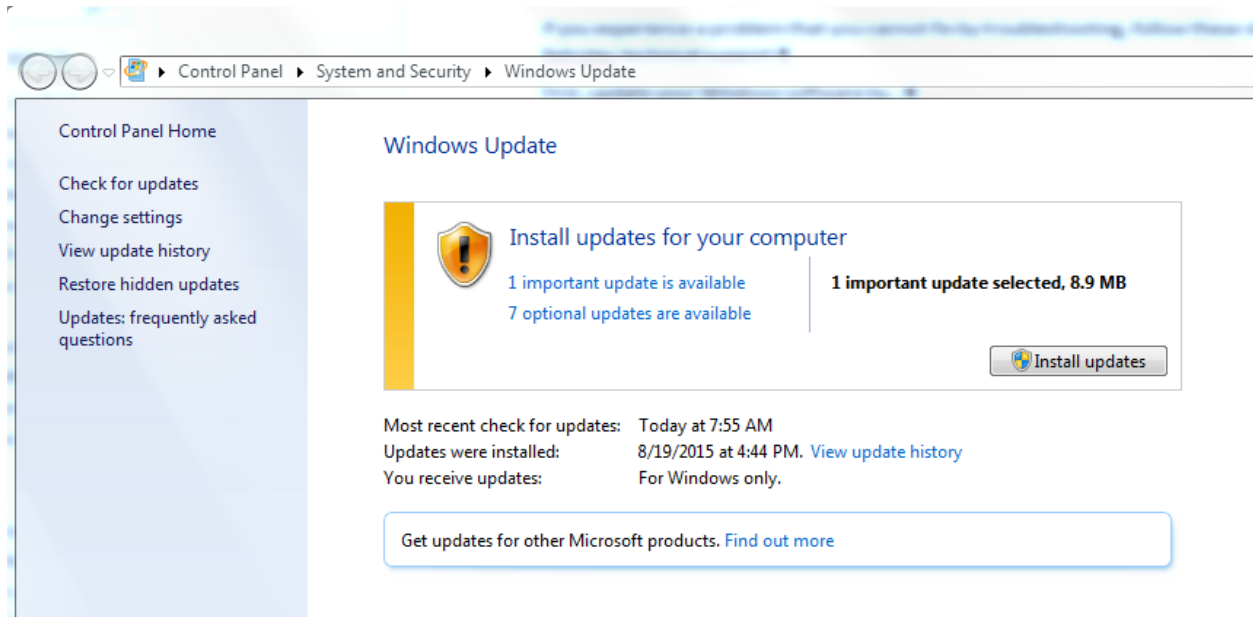 Control Panel System and Security Windows Update
Control Panel Home
Check for updates
Change settings
View update history
Restore hidden updates
Updates: frequently asked
questions
Windows Update
Install updates for your computer
1 important update is available
7 optional updates are available
1 important update selected, 8.9 MB
Install updates
Most recent check for updates: Today at 7:55 AM
Updates were installed: 8/19/2015 at 4:44 PM. View update history
You receive updates: For Windows only.
Get updates for other Microsoft products. Find out more